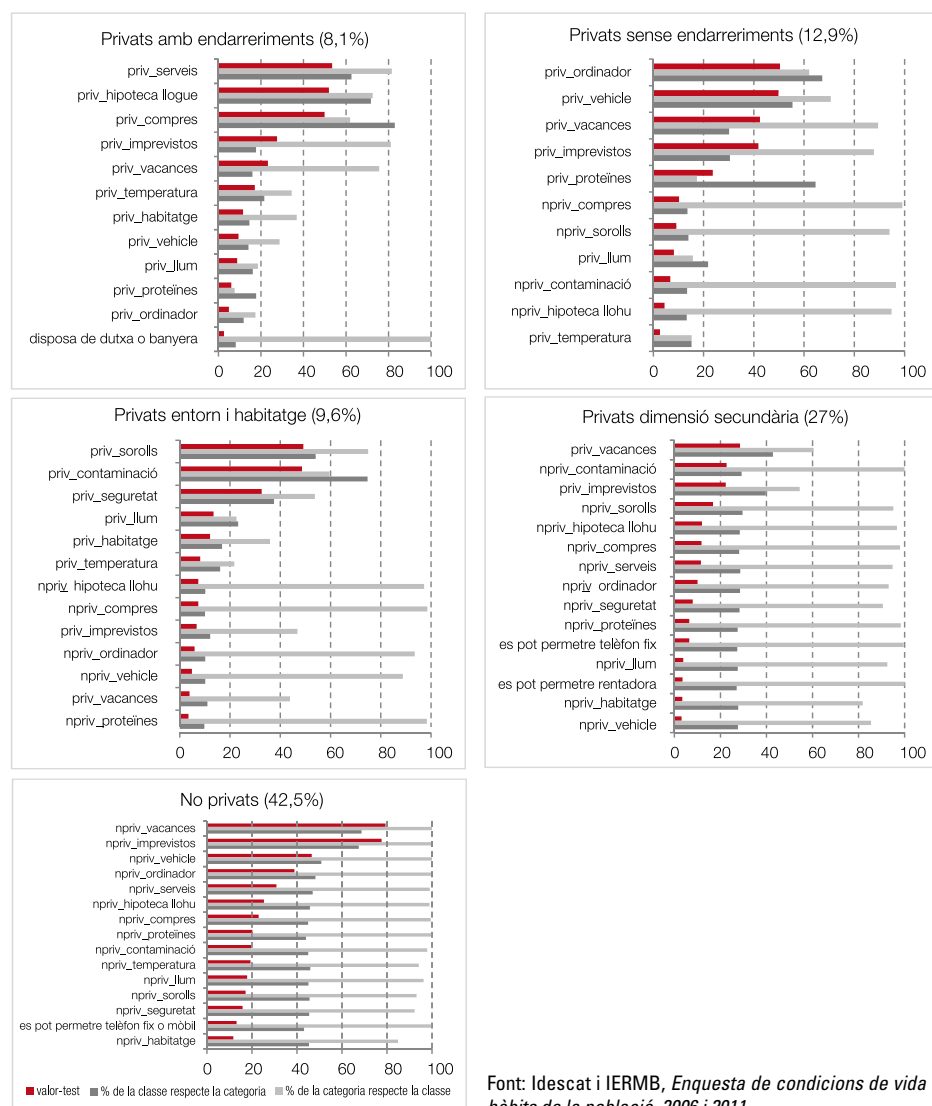 Privats amb endarreriments (8,1%)
priv_serveis
priv_hipoteca llogue
priv_compres
priv_imprevistos
priv_vacances
priv_temperatura
priv_habitatge
priv_vehicle
priv_llum
priv_proteïnes
priv_ordinador
disposa de dutxa o banyera
0 20 40 60 80 100
Privats sense endarreriments (12,9%)
priv_ordinador
priv_vehicle
priv_vacances
priv_imprevistos
priv_proteïnes
npriv_compres
npriv_sorolls
priv_llum
npriv_contaminació
npriv_hipoteca llohu
priv_temperatura
0 20 40 60 80 100
Privats entorn i habitatge (9,6%)
priv_sorolls
priv_contaminació
priv_seguretat
priv_llum
priv_habitatge
priv_temperatura
npriv_hipoteca llohu
npriv_compres
priv_imprevistos
npriv_ordinador
npriv_vehicle
priv_vacances
npriv_proteïnes
0 20 40 60 80 100
Privats dimensió secundària (27%)
priv_vacances
npriv_contaminació
priv_imprevistos
npriv_sorolls
npriv_hipoteca llohu
npriv_compres
npriv_serveis
npriv_ordinador
npriv_seguretat
npriv_proteïnes
es pot permetre telèfon fix
npriv_llum
es pot permetre rentadora
npriv_habitatge
npriv_vehicle
0 20 40 60 80 100
No privats (42,5%)
npriv_vacances
npriv_imprevistos
npriv_vehicle
npriv_ordinador
npriv_serveis
npriv_hipoteca llohu
npriv_compres
npriv_proteïnes
npriv_contaminació
npriv_temperatura
npriv_llum
npriv_sorolls
npriv_seguretat
es pot permetre telèfon fix o mòbil
npriv_habitatge
0 20 40 60 80 100
valor-test % de la classe respecte la categoria % de la categoria respecte la classe
Font: Idescat i IERMB, Enquesta de condicions de vida
hàbits de la població, 2006 i 2011